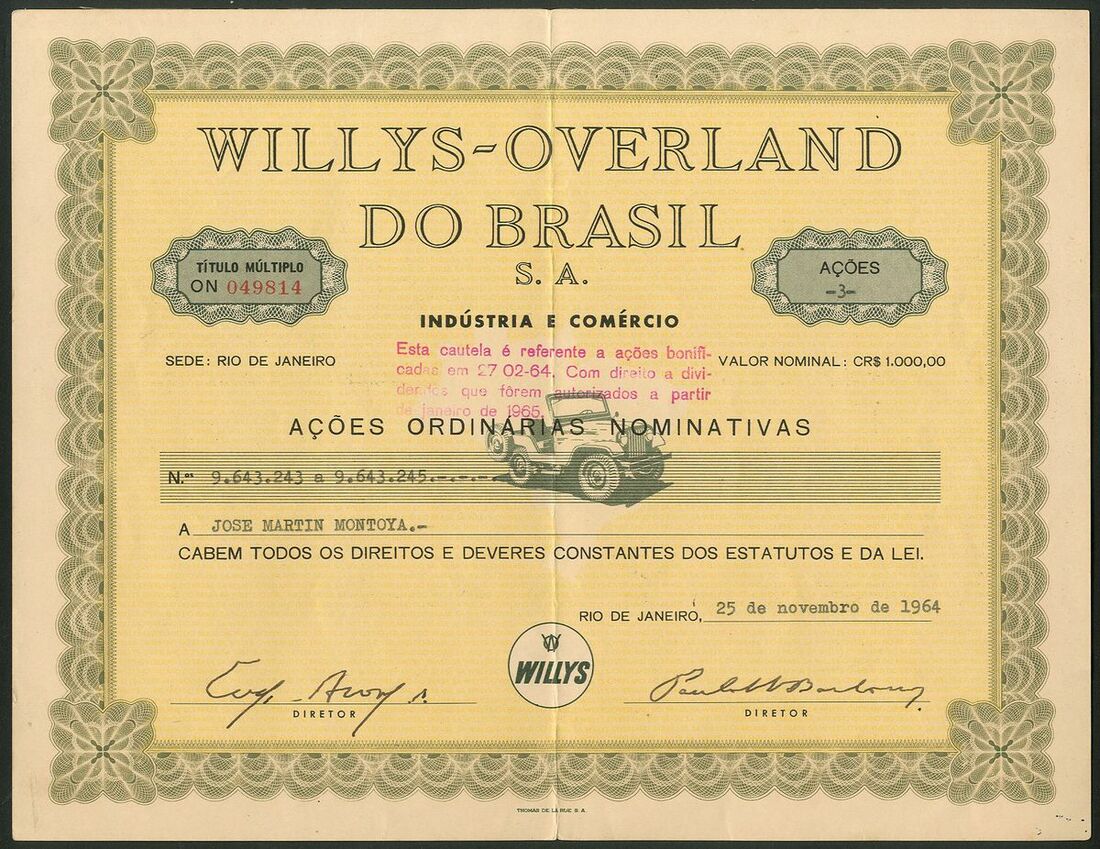 WILLYS-OVERLAND
DO BRASIL
S. A.
TÍTULO MÚLTIPLO
ON 049814
AÇÕES
-3-
INDÚSTRIA E COMÉRCIO
SEDE: RIO DE JANEIRO
VALOR NOMINAL: CR$ 1.000,00
Esta cautela é referente a ações bonifi-
cadas em 27 02-64. Com direito a divi-
dendos que fôrem autorizados a partir
de janeiro de 1965.
AÇÕES ORDINÁRIAS NOMINATIVAS
N.os 9.643.243 a 9.643.245.-.-.-.-
A JOSE MARTIN MONTOYA.-
CABEM TODOS OS DIREITOS E DEVERES CONSTANTES DOS ESTATUTOS E DA LEI.
RIO DE JANEIRO, 25 de novembro de 1964
W
WILLYS
DIRETOR
DIRETOR
THOMAS DE LA RUE S. A.